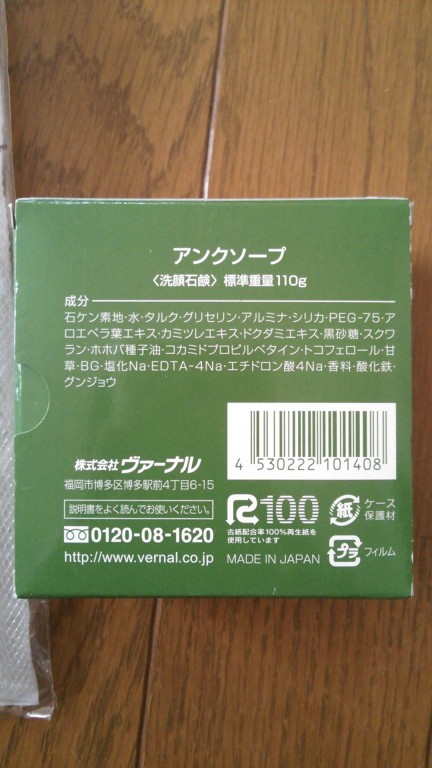 アンクソープ
〈洗顔石鹸〉標準重量110g
成分
石ケン素地・水・タルク・グリセリン・アルミナ・シリカ・PEG-75・ア
ロエベラ葉エキス・カミツレエキス・ドクダミエキス・黒砂糖・スクワ
ラン・ホホバ種子油・コカミドプロピルベタイン・トコフェロール・甘
草・BG・塩化Na・EDTA-4Na・エチドロン酸4Na・香料・酸化鉄・
グンジョウ
4 530222 101408
株式会社 ヴァーナル
福岡市博多区博多駅前4丁目6-15
説明書をよく読んでお使いください。
0120-08-1620
http://www.vernal.co.jp
R100
古紙配合率100%再生紙を
使用しています
MADE IN JAPAN
紙
ケース
保護材
プラ
フィルム